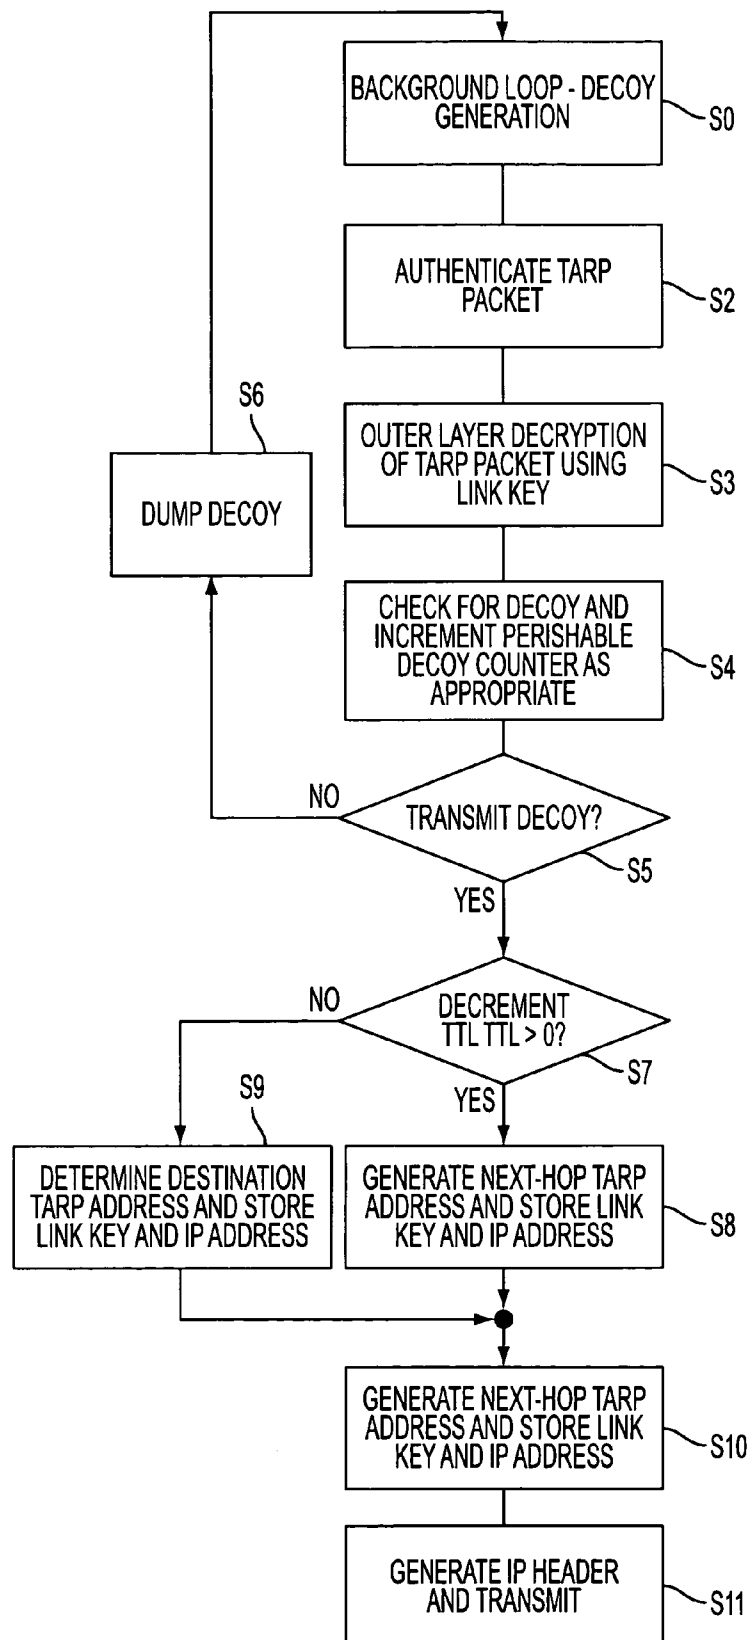 BACKGROUND LOOP - DECOY
GENERATION
S0
AUTHENTICATE TARP
PACKET
S2
OUTER LAYER DECRYPTION
OF TARP PACKET USING
LINK KEY
S3
S6
DUMP DECOY
CHECK FOR DECOY AND
INCREMENT PERISHABLE
DECOY COUNTER AS
APPROPRIATE
S4
NO
TRANSMIT DECOY?
S5
YES
NO
DECREMENT
TTL TTL > 0?
S7
YES
S9
DETERMINE DESTINATION
TARP ADDRESS AND STORE
LINK KEY AND IP ADDRESS
GENERATE NEXT-HOP TARP
ADDRESS AND STORE LINK
KEY AND IP ADDRESS
S8
GENERATE NEXT-HOP TARP
ADDRESS AND STORE LINK
KEY AND IP ADDRESS
S10
GENERATE IP HEADER
AND TRANSMIT
S11